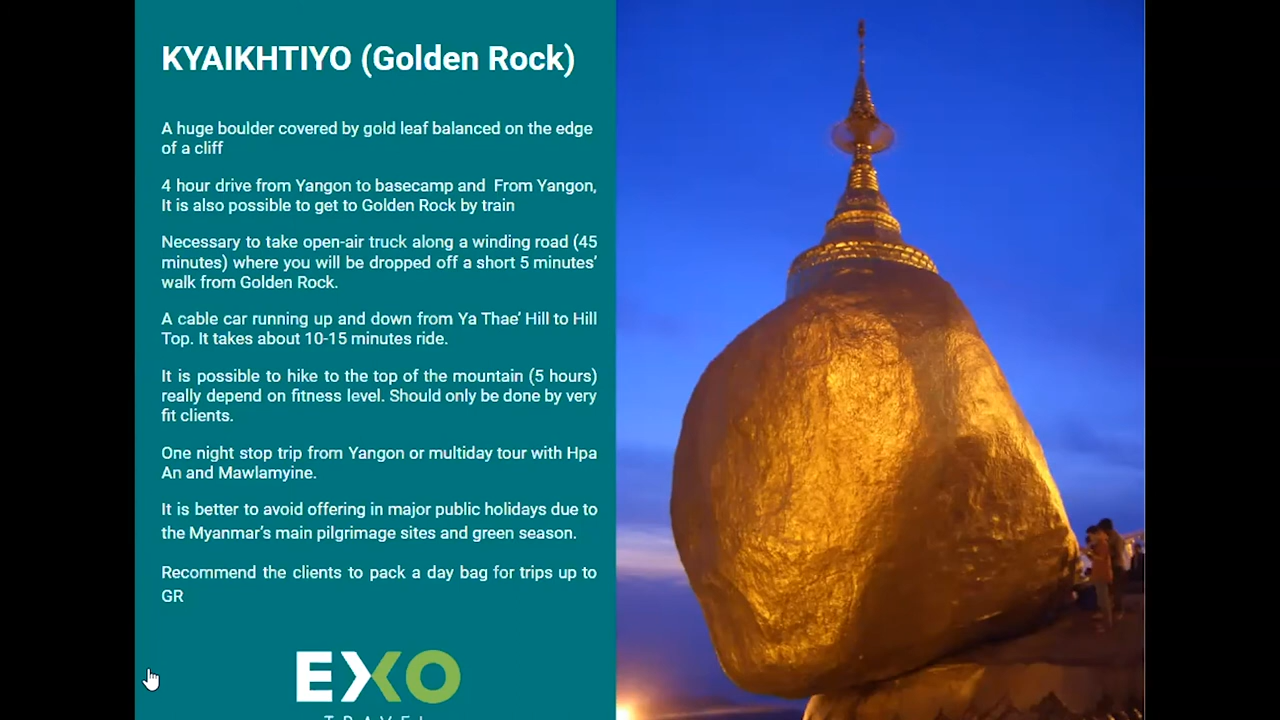 KYAIKHTIYO (Golden Rock)
A huge boulder covered by gold leaf balanced on the edge
of a cliff
4 hour drive from Yangon to basecamp and From Yangon,
It is also possible to get to Golden Rock by train
Necessary to take open-air truck along a winding road (45
minutes) where you will be dropped off a short 5 minutes’
walk from Golden Rock.
A cable car running up and down from Ya Thae’ Hill to Hill
Top. It takes about 10-15 minutes ride.
It is possible to hike to the top of the mountain (5 hours)
really depend on fitness level. Should only be done by very
fit clients.
One night stop trip from Yangon or multiday tour with Hpa
An and Mawlamyine.
It is better to avoid offering in major public holidays due to
the Myanmar’s main pilgrimage sites and green season.
Recommend the clients to pack a day bag for trips up to
GR
EXO
TRAVEL